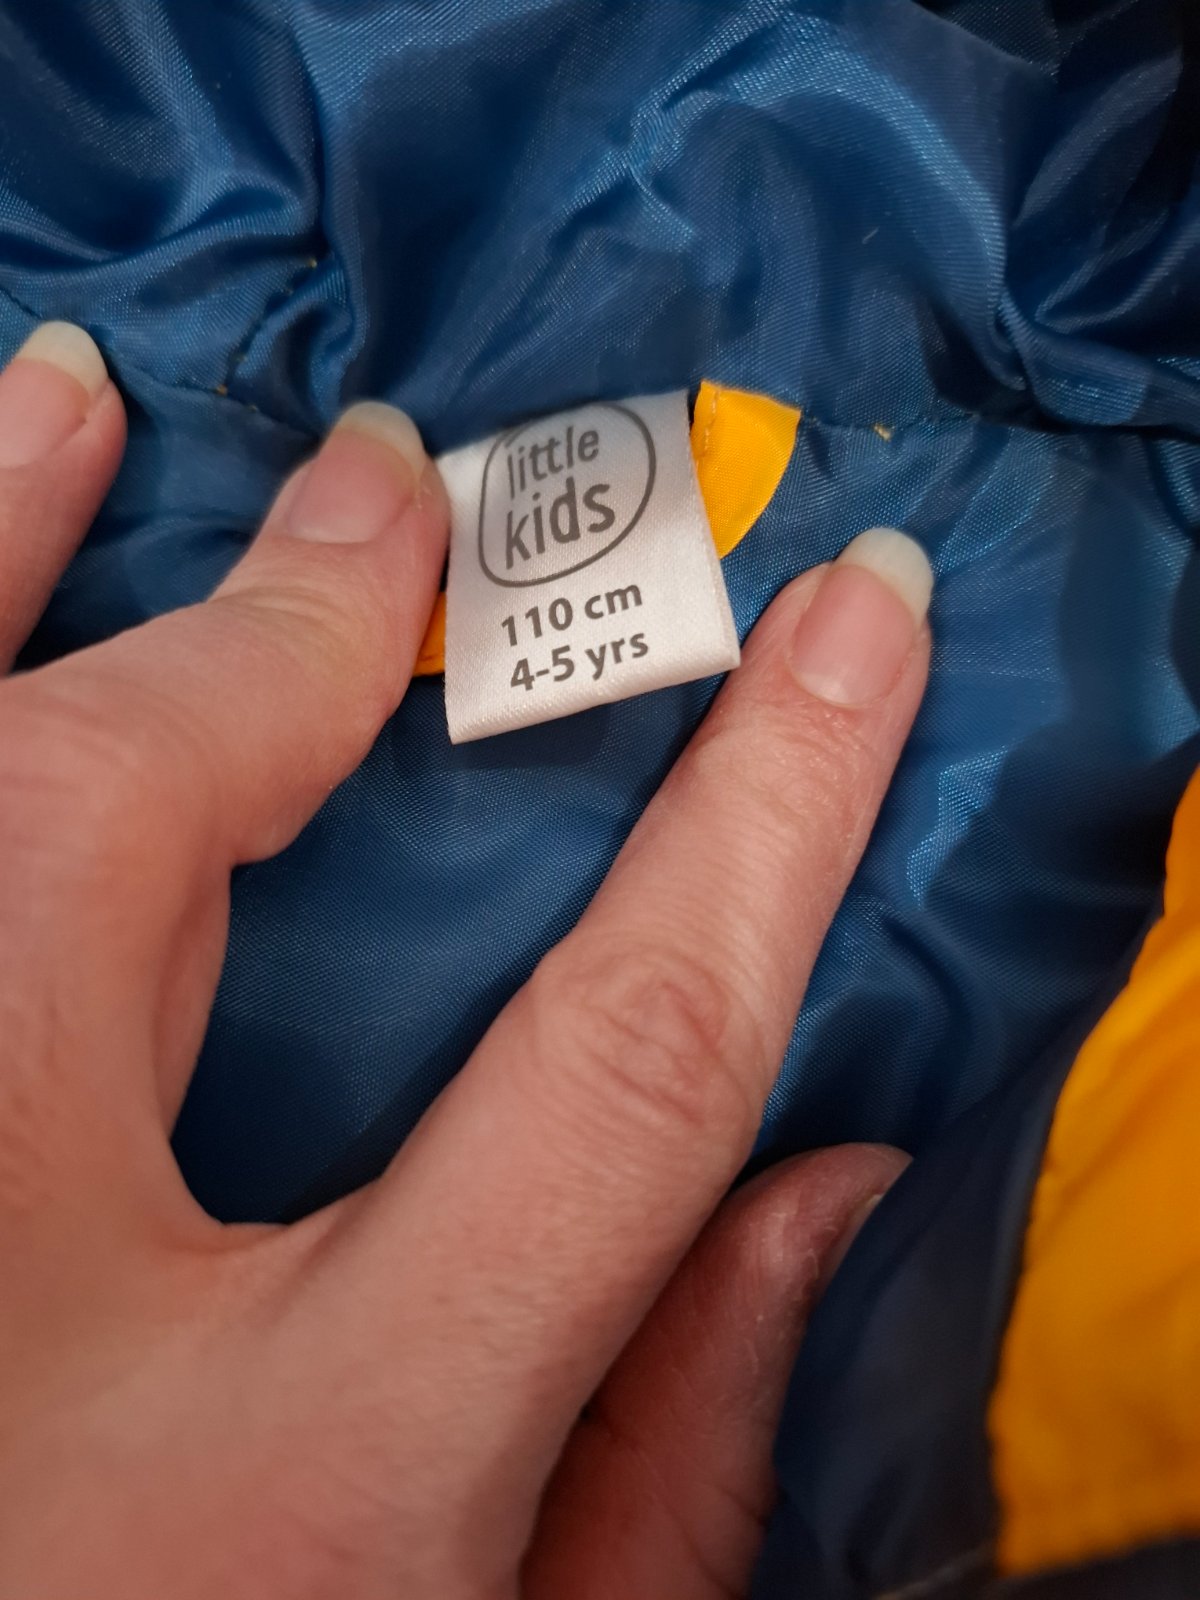 little
kids
110 cm
4-5 yrs